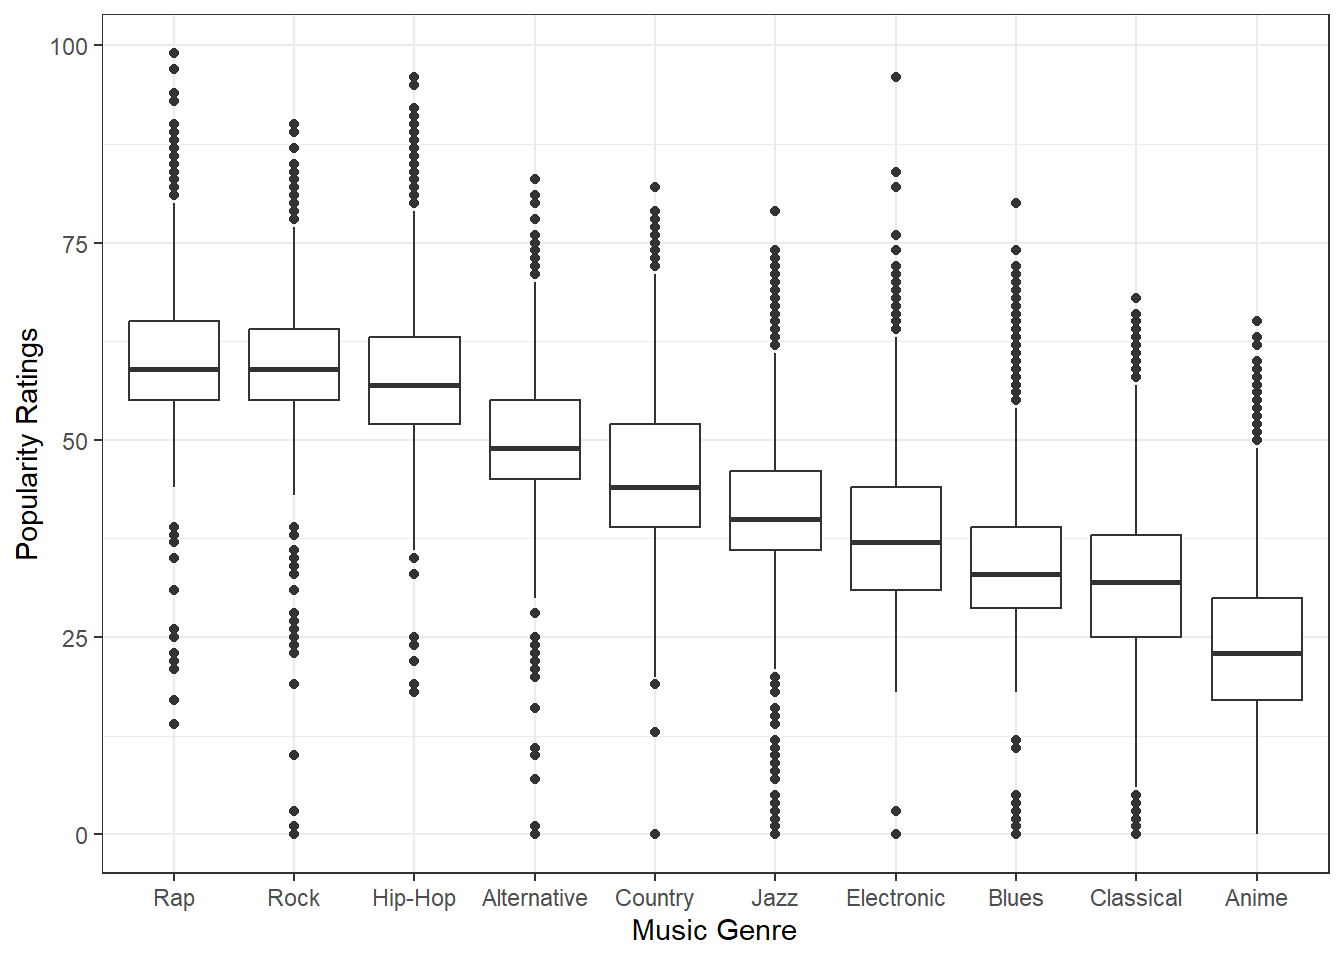 100
75
50
25
0
Popularity Ratings
Rap Rock Hip-Hop Alternative Country Jazz Electronic Blues Classical Anime
Music Genre